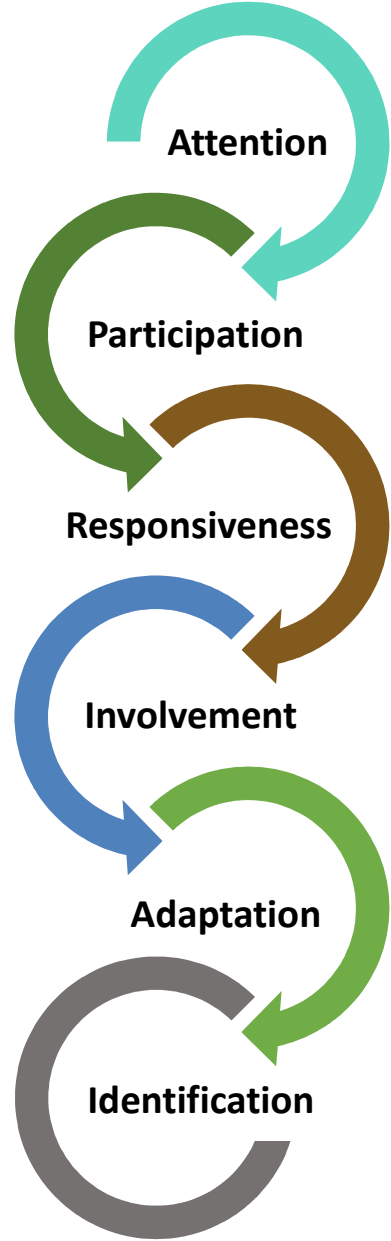 Attention
Participation
Responsiveness
Involvement
Adaptation
Identification